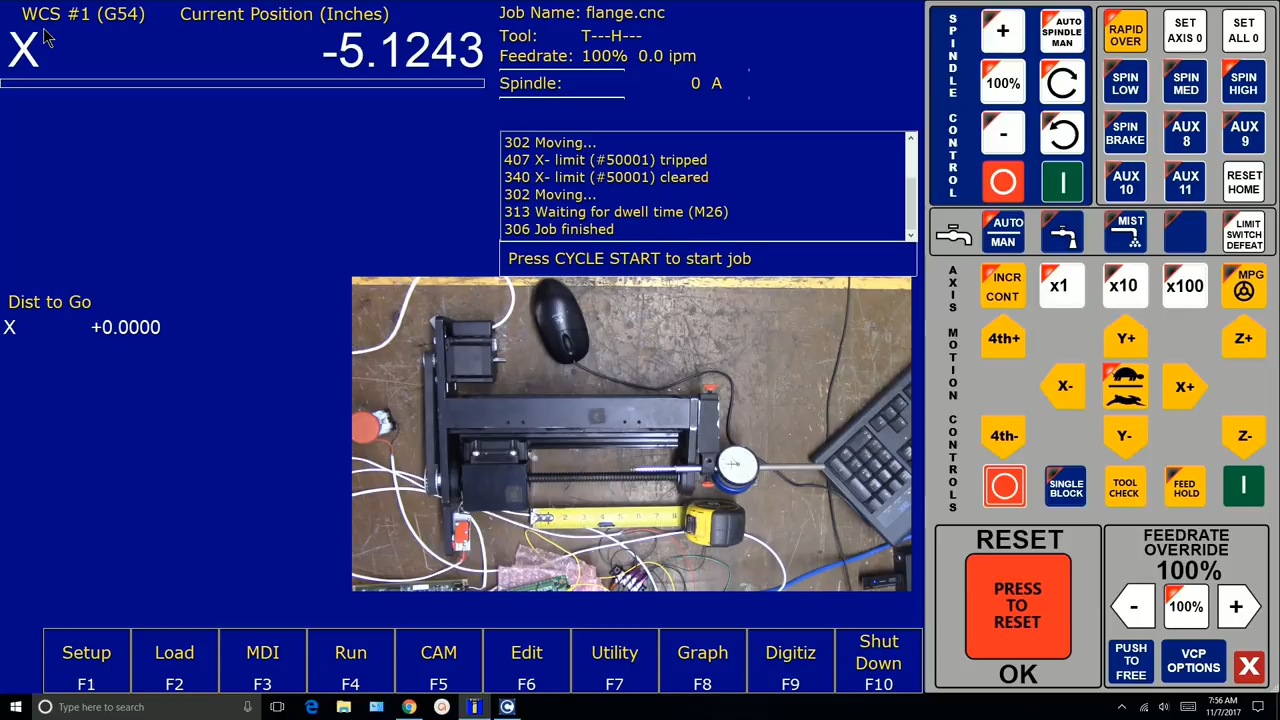 WCS #1 (G54)
Current Position (Inches)
X
-5.1243
Job Name: flange.cnc
Tool: T---H---
Feedrate: 100% 0.0 ipm
Spindle: 0 A
302 Moving...
407 X- limit (#50001) tripped
340 X- limit (#50001) cleared
302 Moving...
313 Waiting for dwell time (M26)
306 Job finished
Press CYCLE START to start job
Dist to Go
X +0.0000
Setup
F1
Load
F2
MDI
F3
Run
F4
CAM
F5
Edit
F6
Utility
F7
Graph
F8
Digitiz
F9
Shut
Down
F10
SPINDLE CONTROL
+
AUTO
SPINDLE
MAN
100%
-
RAPID
OVER
SET
AXIS 0
SET
ALL 0
SPIN
LOW
SPIN
MED
SPIN
HIGH
SPIN
BRAKE
AUX
8
AUX
9
AUX
10
AUX
11
RESET
HOME
AUTO
MAN
MIST
LIMIT
SWITCH
DEFEAT
AXIS MOTION CONTROLS
INCR
CONT
x1
x10
x100
MPG
4th+
Y+
Z+
X-
X+
4th-
Y-
Z-
SINGLE
BLOCK
TOOL
CHECK
FEED
HOLD
RESET
PRESS
TO
RESET
OK
FEEDRATE
OVERRIDE
100%
-
100%
+
PUSH
TO
FREE
VCP
OPTIONS
X
Type here to search
7:56 AM
11/7/2017